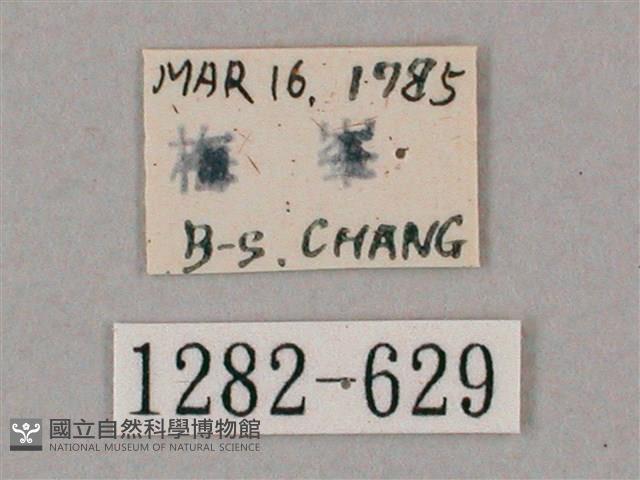 MAR 16, 1985
梅 峯
B-S. CHANG
1282-629
國立自然科學博物館
NATIONAL MUSEUM OF NATURAL SCIENCE